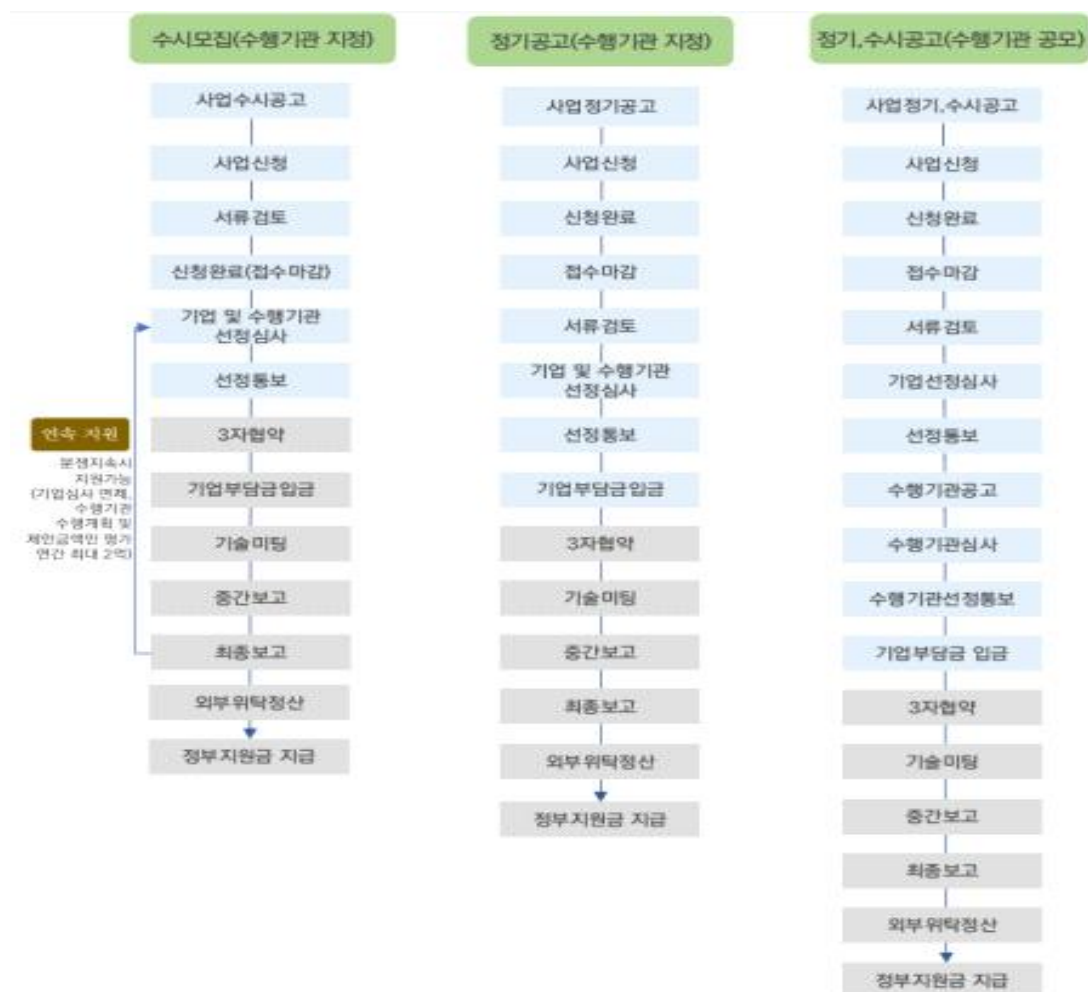 수시모집(수행기관 지정)
사업수시공고
사업신청
서류검토
신청완료(접수마감)
기업 및 수행기관
선정심사
선정통보
3자협약
기업부담금입금
기술미팅
중간보고
최종보고
외부위탁정산
정부지원금 지급
연속 지원
분쟁지속시
지원가능
(기업심사 면제,
수행기관
수행계획 및
제안금액만 평가
연간 최대 2억)
정기공고(수행기관 지정)
사업정기공고
사업신청
신청완료
접수마감
서류검토
기업 및 수행기관
선정심사
선정통보
기업부담금입금
3자협약
기술미팅
중간보고
최종보고
외부위탁정산
정부지원금 지급
정기,수시공고(수행기관 공모)
사업정기,수시공고
사업신청
신청완료
접수마감
서류검토
기업선정심사
선정통보
수행기관공고
수행기관심사
수행기관선정통보
기업부담금 입금
3자협약
기술미팅
중간보고
최종보고
외부위탁정산
정부지원금 지급